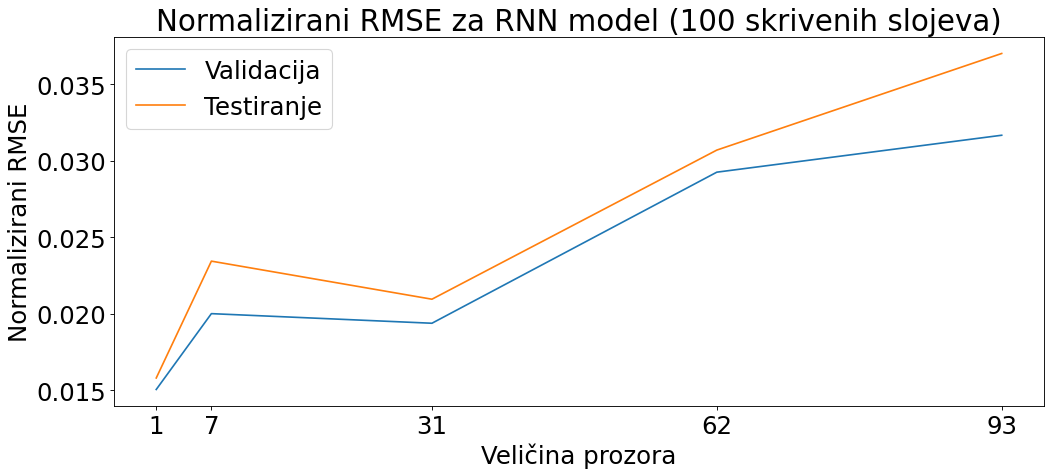 Normalizirani RMSE za RNN model (100 skrivenih slojeva)
Validacija
Testiranje
Normalizirani RMSE
0.035
0.030
0.025
0.020
0.015
1 7 31 62 93
Veličina prozora